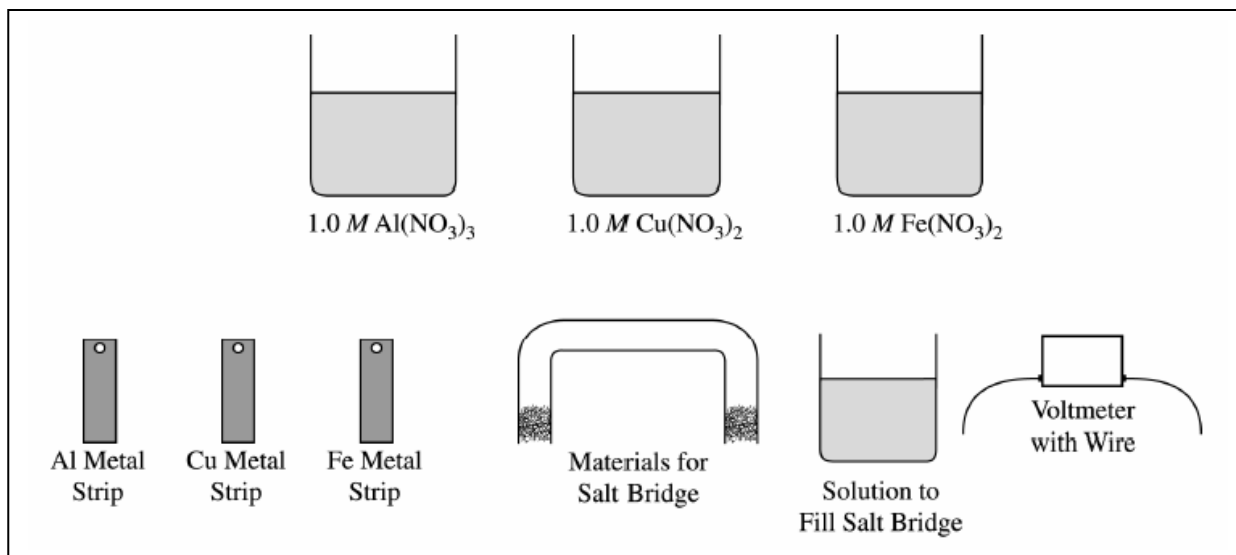 1.0 M Al(NO₃)₃
1.0 M Cu(NO₃)₂
1.0 M Fe(NO₃)₂
Al Metal
Strip
Cu Metal
Strip
Fe Metal
Strip
Materials for
Salt Bridge
Solution to
Fill Salt Bridge
Voltmeter
with Wire